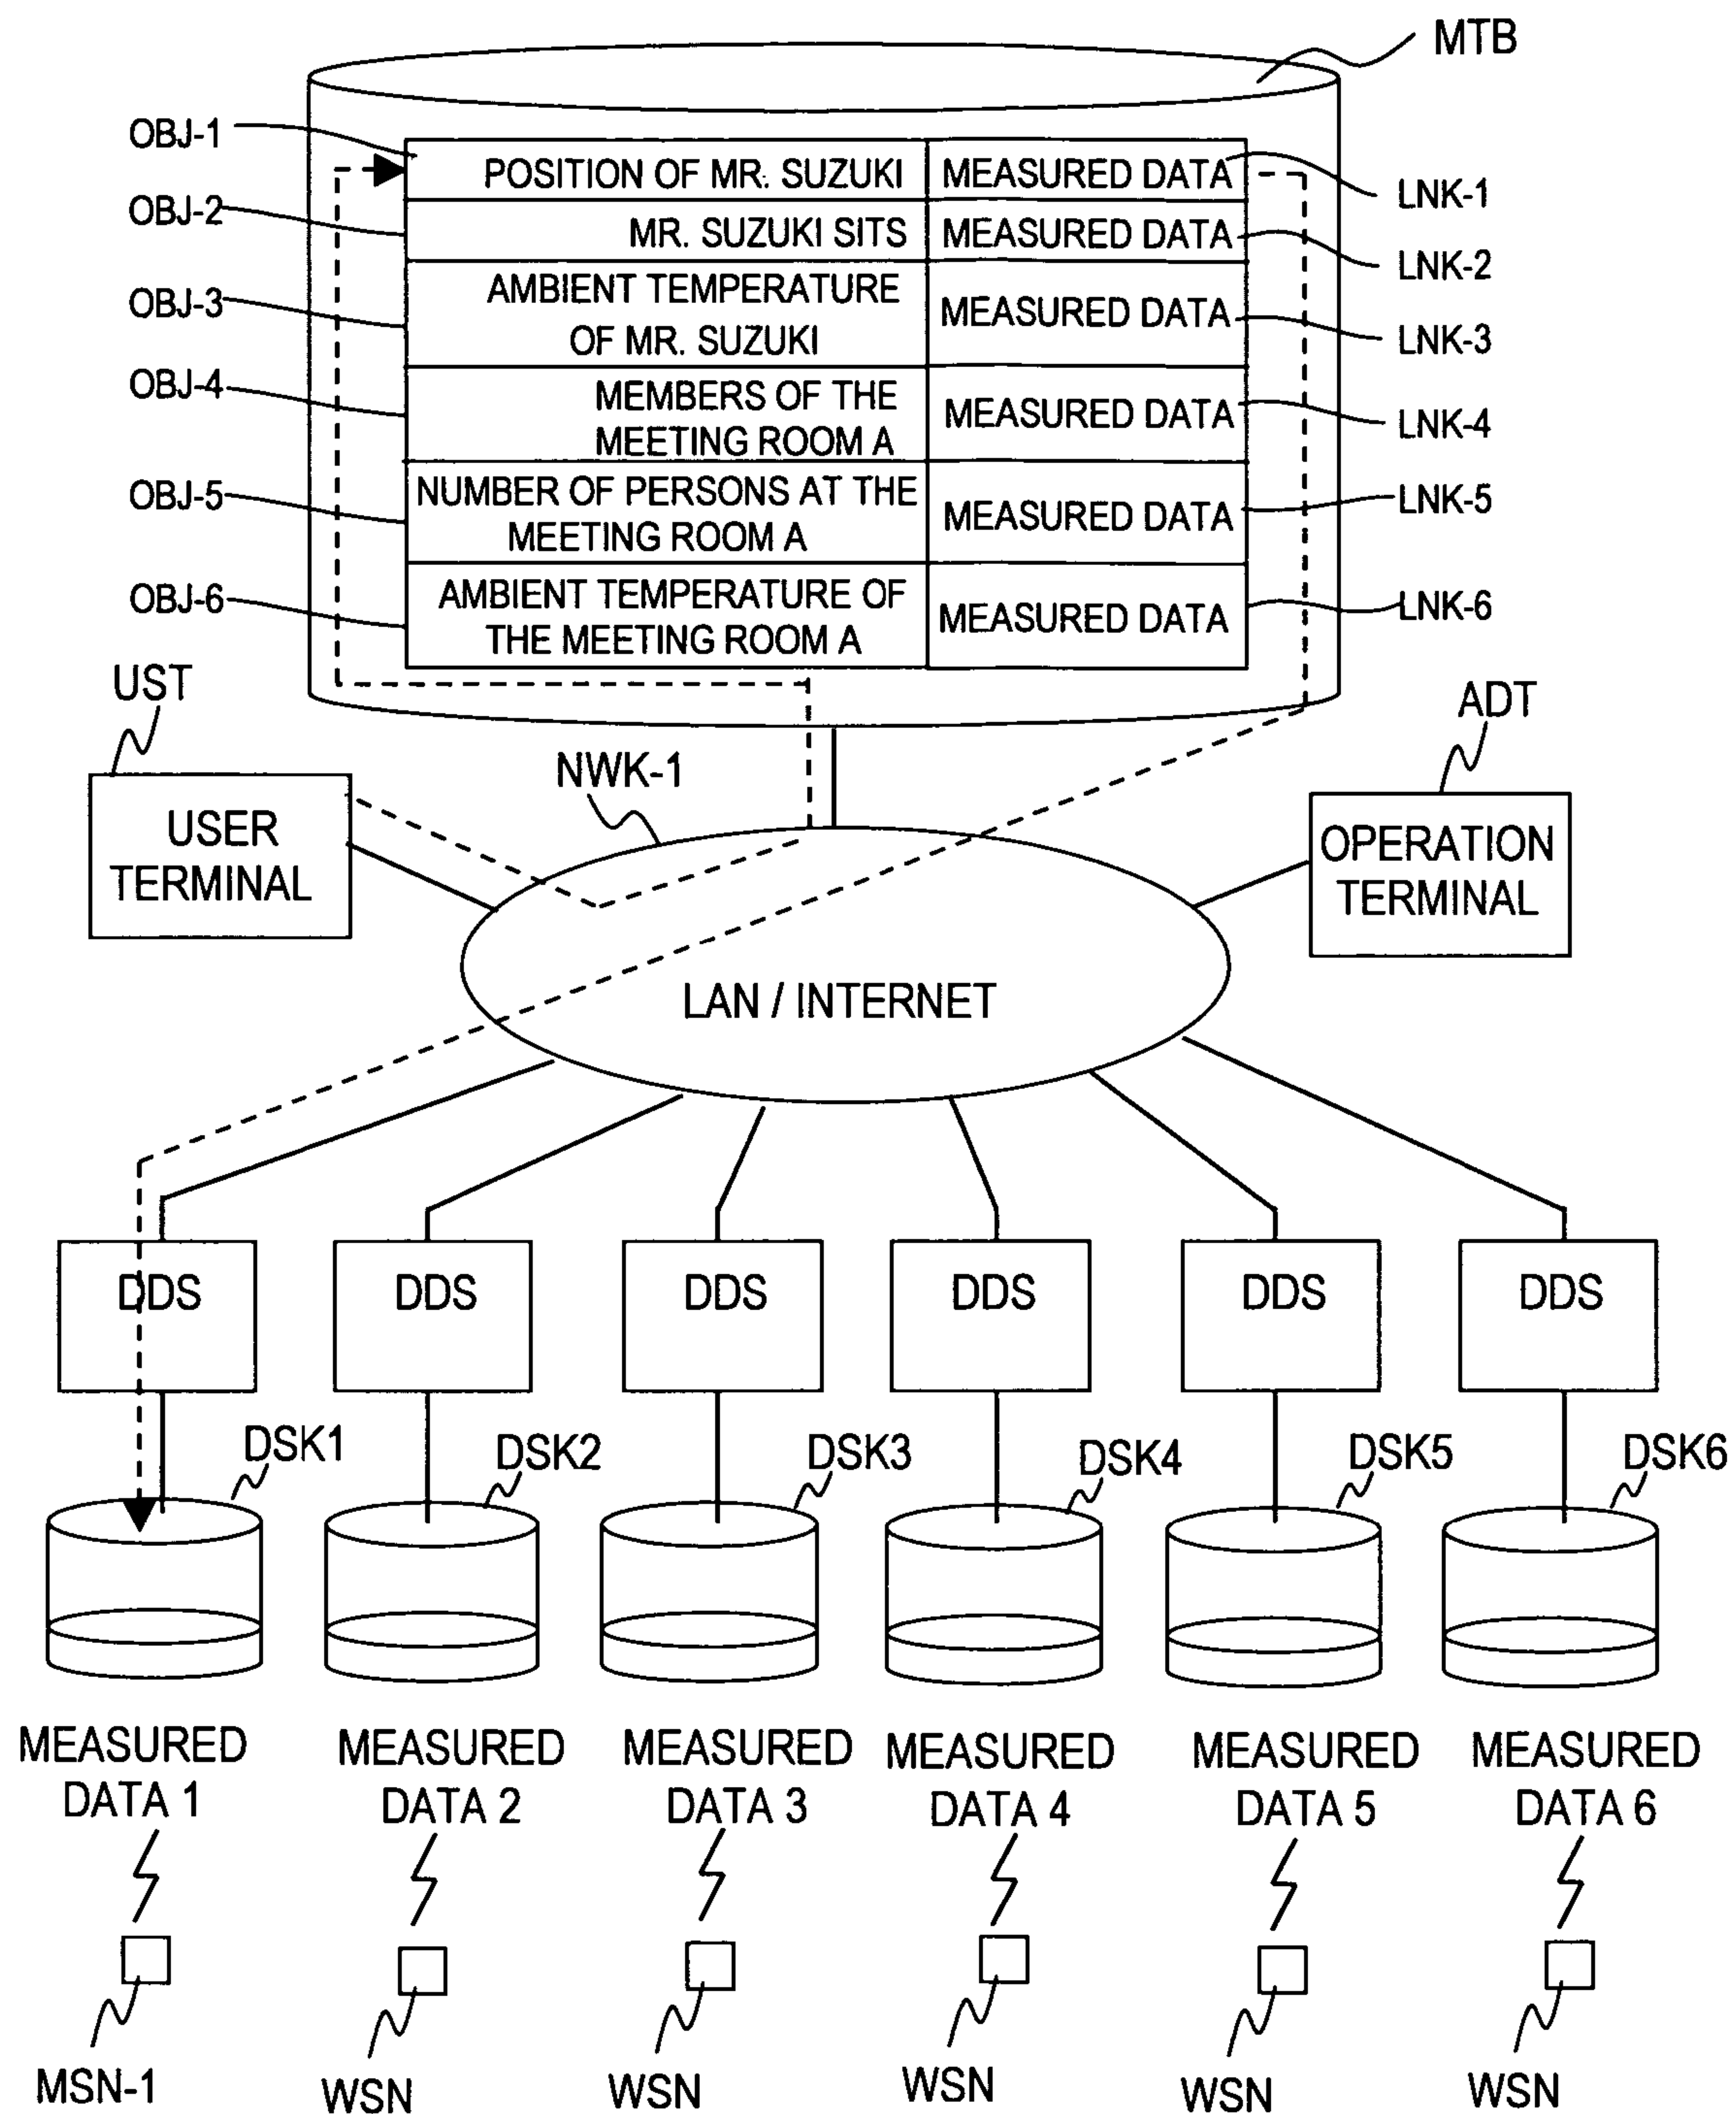 MTB
OBJ-1
POSITION OF MR. SUZUKI
MEASURED DATA
LNK-1
OBJ-2
MR. SUZUKI SITS
MEASURED DATA
LNK-2
OBJ-3
AMBIENT TEMPERATURE
OF MR. SUZUKI
MEASURED DATA
LNK-3
OBJ-4
MEMBERS OF THE
MEETING ROOM A
MEASURED DATA
LNK-4
OBJ-5
NUMBER OF PERSONS AT THE
MEETING ROOM A
MEASURED DATA
LNK-5
OBJ-6
AMBIENT TEMPERATURE OF
THE MEETING ROOM A
MEASURED DATA
LNK-6
UST
USER
TERMINAL
NWK-1
ADT
OPERATION
TERMINAL
LAN / INTERNET
DDS
DDS
DDS
DDS
DDS
DDS
DSK1
DSK2
DSK3
DSK4
DSK5
DSK6
MEASURED
DATA 1
MEASURED
DATA 2
MEASURED
DATA 3
MEASURED
DATA 4
MEASURED
DATA 5
MEASURED
DATA 6
MSN-1
WSN
WSN
WSN
WSN
WSN